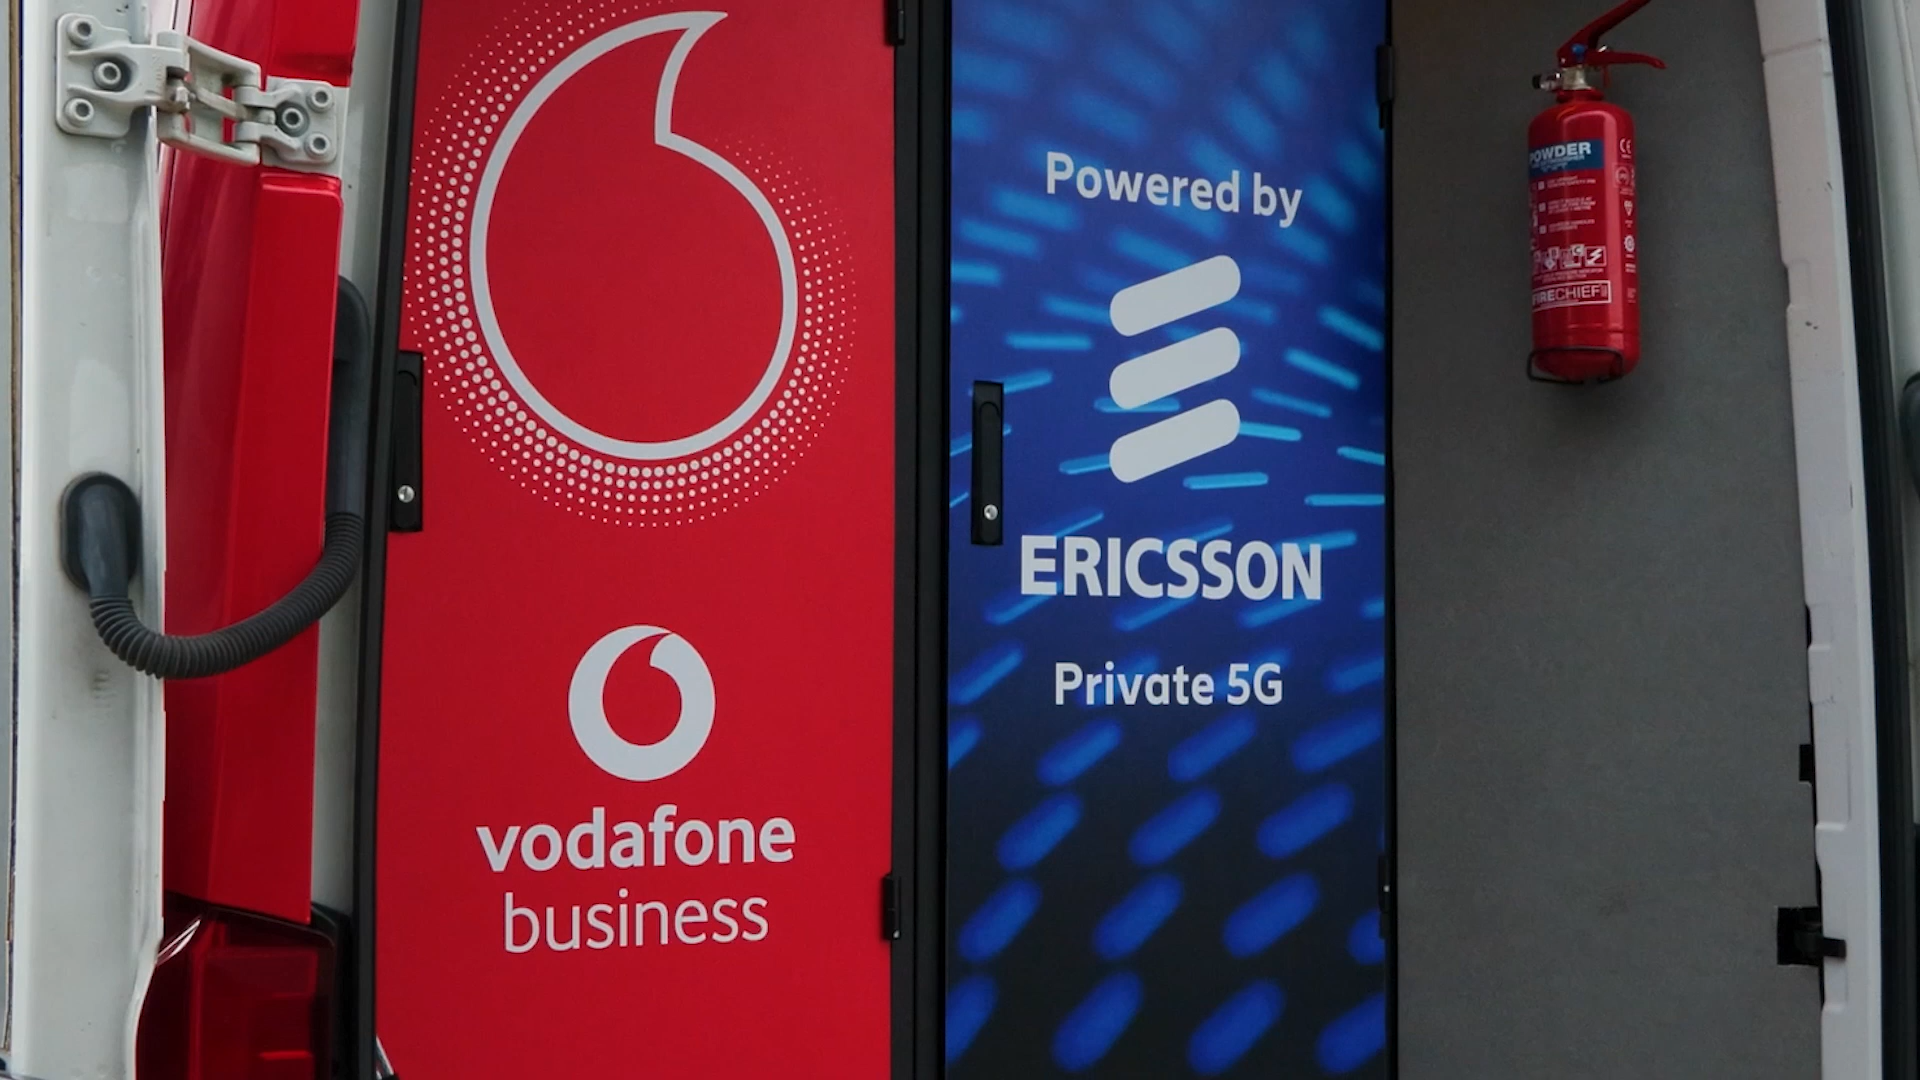 vodafone
business
Powered by
ERICSSON
Private 5G
POWDER
FIRECHIEF